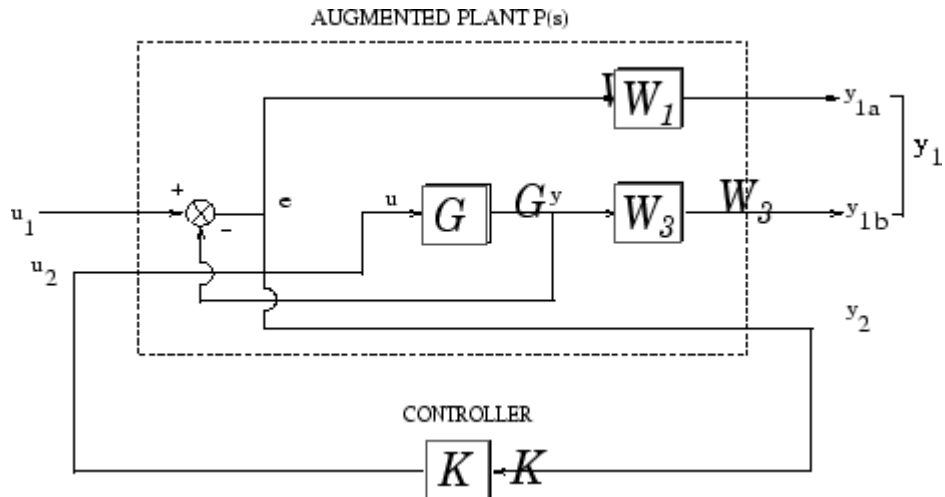 AUGMENTED PLANT P(s)
W1
y1a
y1
+
u1
-
e
u
G
G
y
W3
W3
y1b
u2
y2
CONTROLLER
K
K